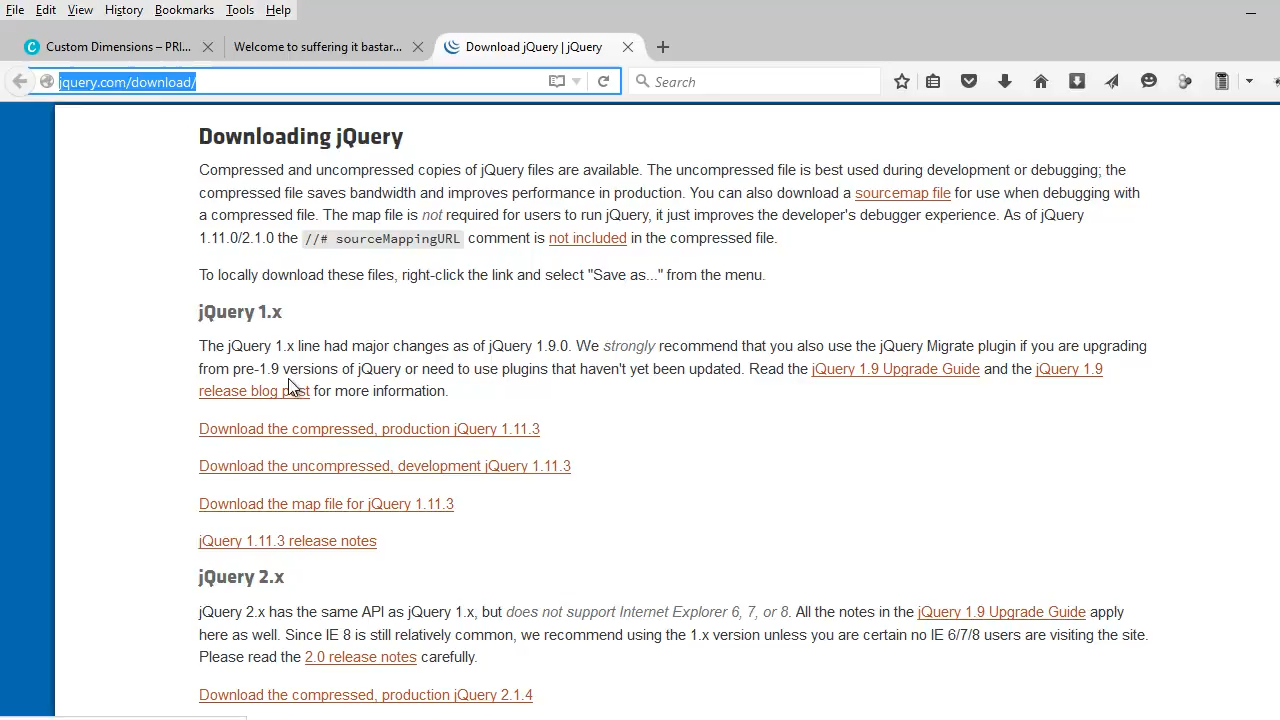 File Edit View History Bookmarks Tools Help
Custom Dimensions – PRI...
Welcome to suffering it bastar...
Download jQuery | jQuery
jquery.com/download/
Search
Downloading jQuery
Compressed and uncompressed copies of jQuery files are available. The uncompressed file is best used during development or debugging; the
compressed file saves bandwidth and improves performance in production. You can also download a sourcemap file for use when debugging with
a compressed file. The map file is not required for users to run jQuery, it just improves the developer's debugger experience. As of jQuery
1.11.0/2.1.0 the //# sourceMappingURL comment is not included in the compressed file.
To locally download these files, right-click the link and select "Save as..." from the menu.
jQuery 1.x
The jQuery 1.x line had major changes as of jQuery 1.9.0. We strongly recommend that you also use the jQuery Migrate plugin if you are upgrading
from pre-1.9 versions of jQuery or need to use plugins that haven't yet been updated. Read the jQuery 1.9 Upgrade Guide and the jQuery 1.9
release blog post for more information.
Download the compressed, production jQuery 1.11.3
Download the uncompressed, development jQuery 1.11.3
Download the map file for jQuery 1.11.3
jQuery 1.11.3 release notes
jQuery 2.x
jQuery 2.x has the same API as jQuery 1.x, but does not support Internet Explorer 6, 7, or 8. All the notes in the jQuery 1.9 Upgrade Guide apply
here as well. Since IE 8 is still relatively common, we recommend using the 1.x version unless you are certain no IE 6/7/8 users are visiting the site.
Please read the 2.0 release notes carefully.
Download the compressed, production jQuery 2.1.4